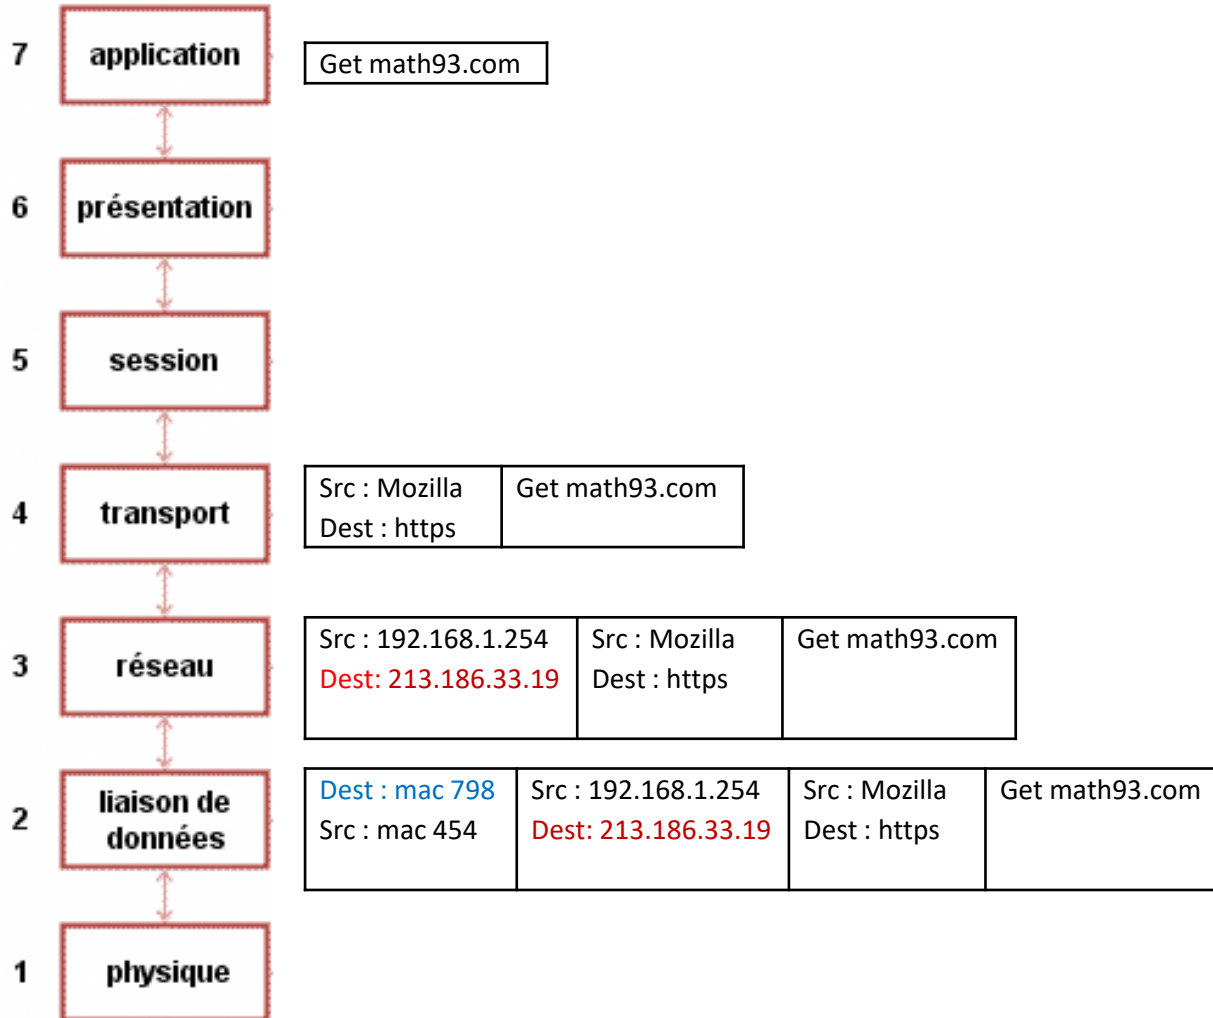 7
application
Get math93.com
6
présentation
5
session
4
transport
Src : Mozilla
Dest : https
Get math93.com
3
réseau
Src : 192.168.1.254
Dest: 213.186.33.19
Src : Mozilla
Dest : https
Get math93.com
2
liaison de
données
Dest : mac 798
Src : mac 454
Src : 192.168.1.254
Dest: 213.186.33.19
Src : Mozilla
Dest : https
Get math93.com
1
physique